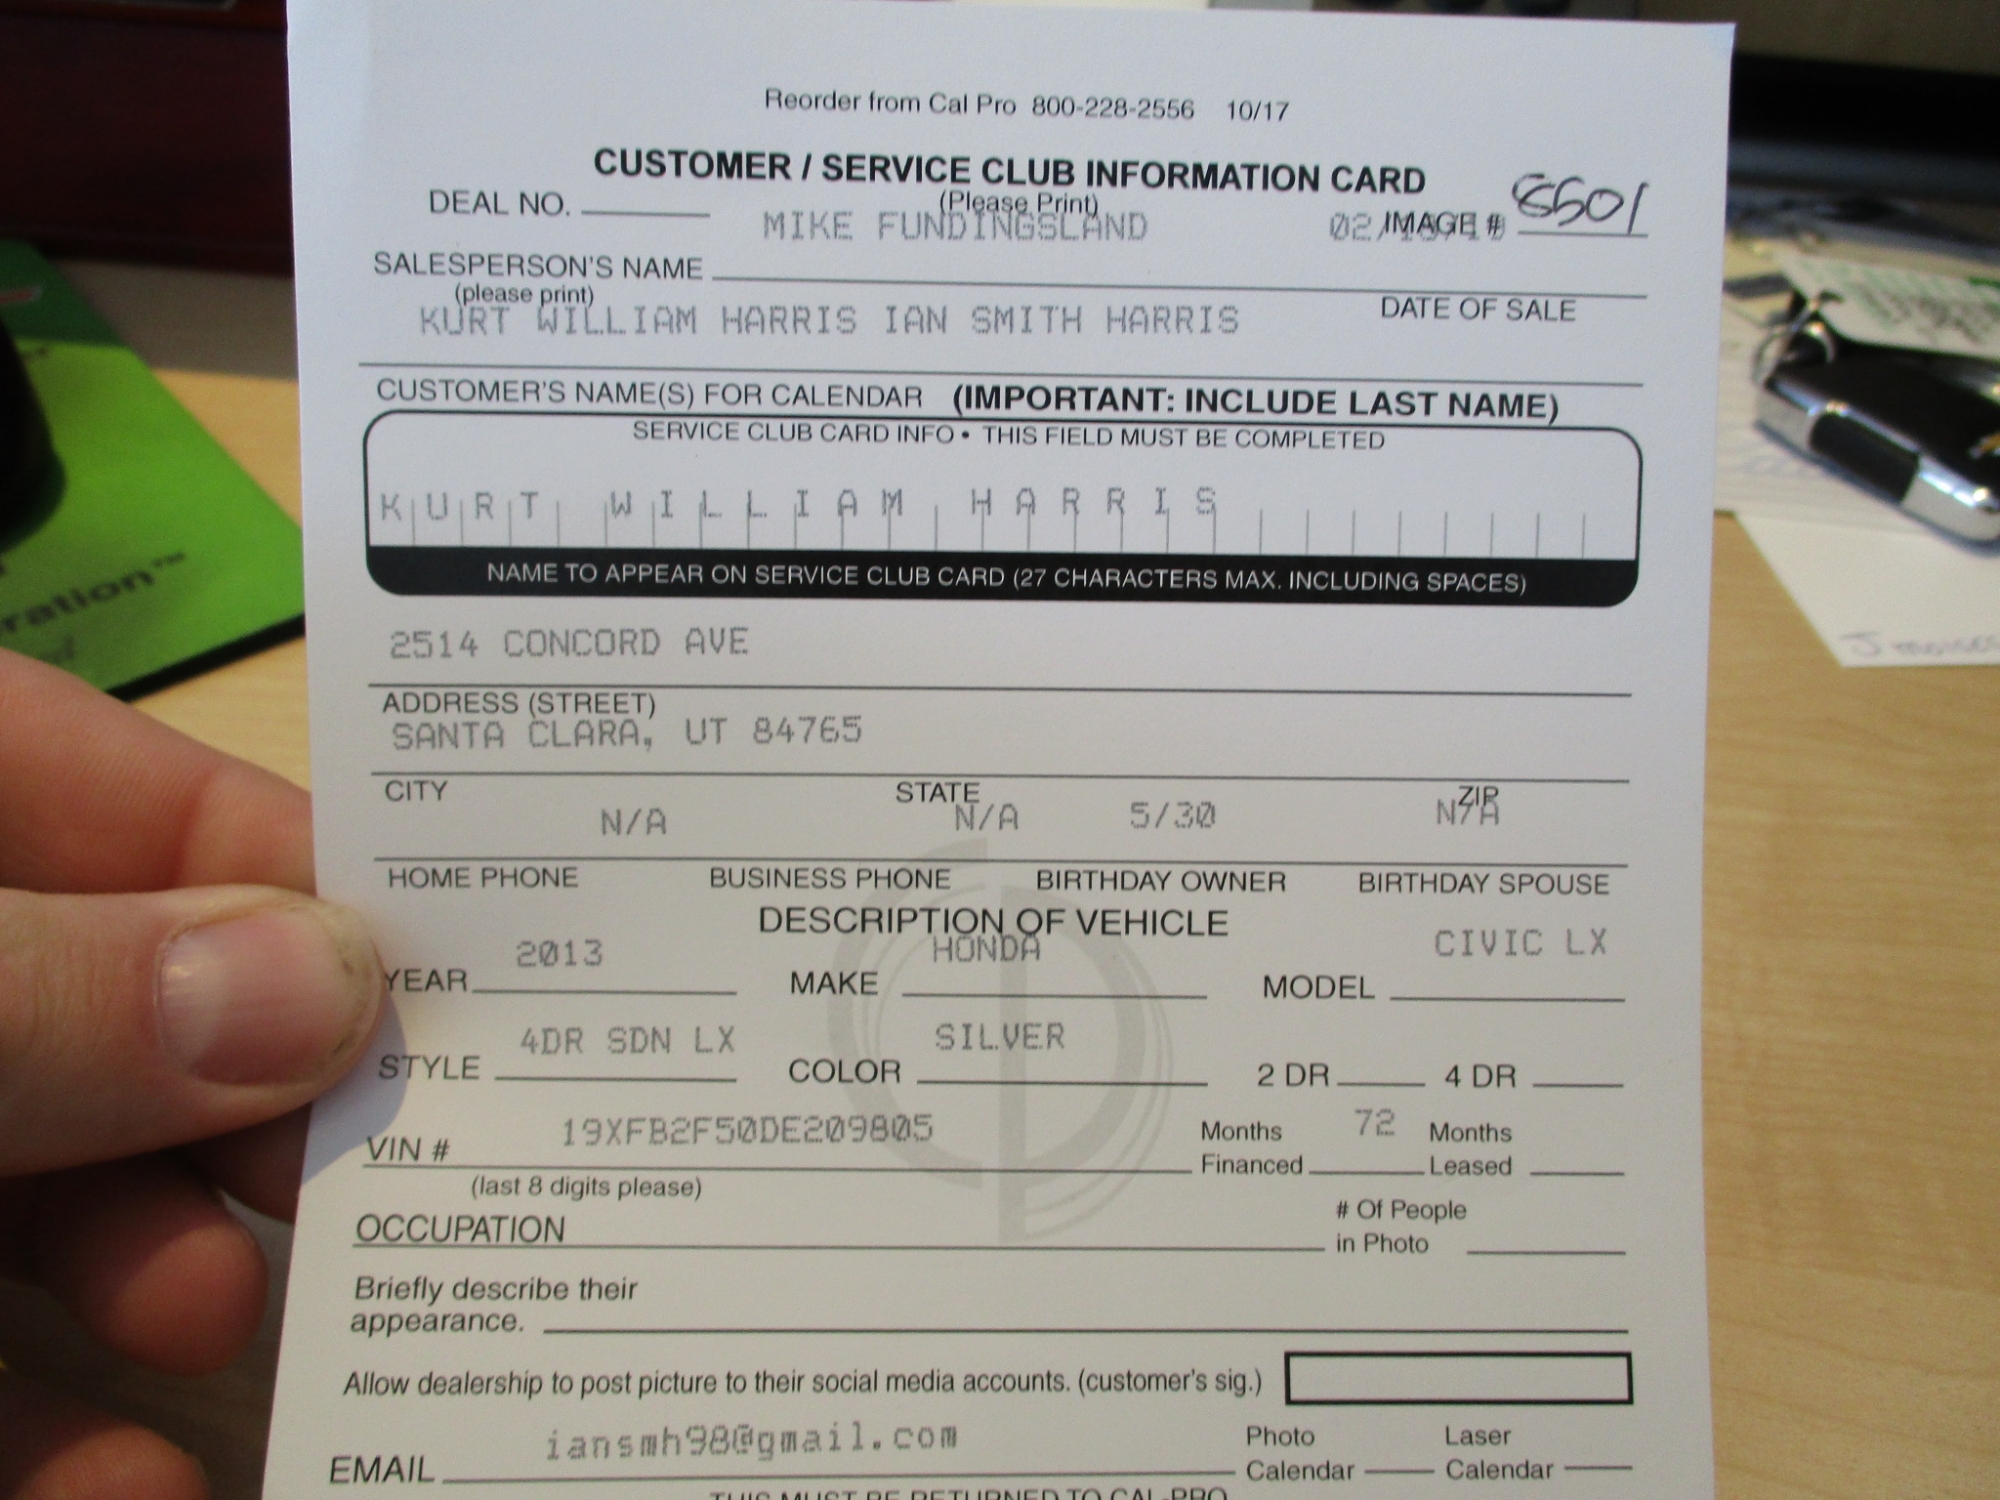 Reorder from Cal Pro 800-228-2556 10/17
CUSTOMER / SERVICE CLUB INFORMATION CARD
(Please Print)
DEAL NO. MIKE FUNDINGSLAND IMAGE # 8501
SALESPERSON'S NAME
(please print) DATE OF SALE
KURT WILLIAM HARRIS IAN SMITH HARRIS
CUSTOMER'S NAME(S) FOR CALENDAR (IMPORTANT: INCLUDE LAST NAME)
SERVICE CLUB CARD INFO • THIS FIELD MUST BE COMPLETED
KURT WILLIAM HARRIS
NAME TO APPEAR ON SERVICE CLUB CARD (27 CHARACTERS MAX. INCLUDING SPACES)
2514 CONCORD AVE
ADDRESS (STREET)
SANTA CLARA, UT 84765
CITY STATE ZIP
N/A N/A 5/30 N/A
HOME PHONE BUSINESS PHONE BIRTHDAY OWNER BIRTHDAY SPOUSE
DESCRIPTION OF VEHICLE
YEAR 2013 MAKE HONDA MODEL CIVIC LX
STYLE 4DR SDN LX COLOR SILVER 2 DR 4 DR
VIN # 19XFB2F50DE209805 Months Financed 72 Months Leased
(last 8 digits please)
OCCUPATION # Of People in Photo
Briefly describe their
appearance.
Allow dealership to post picture to their social media accounts. (customer's sig.)
EMAIL iansmh98@gmail.com Photo Calendar Laser Calendar
THIS MUST BE RETURNED TO CAL-PRO